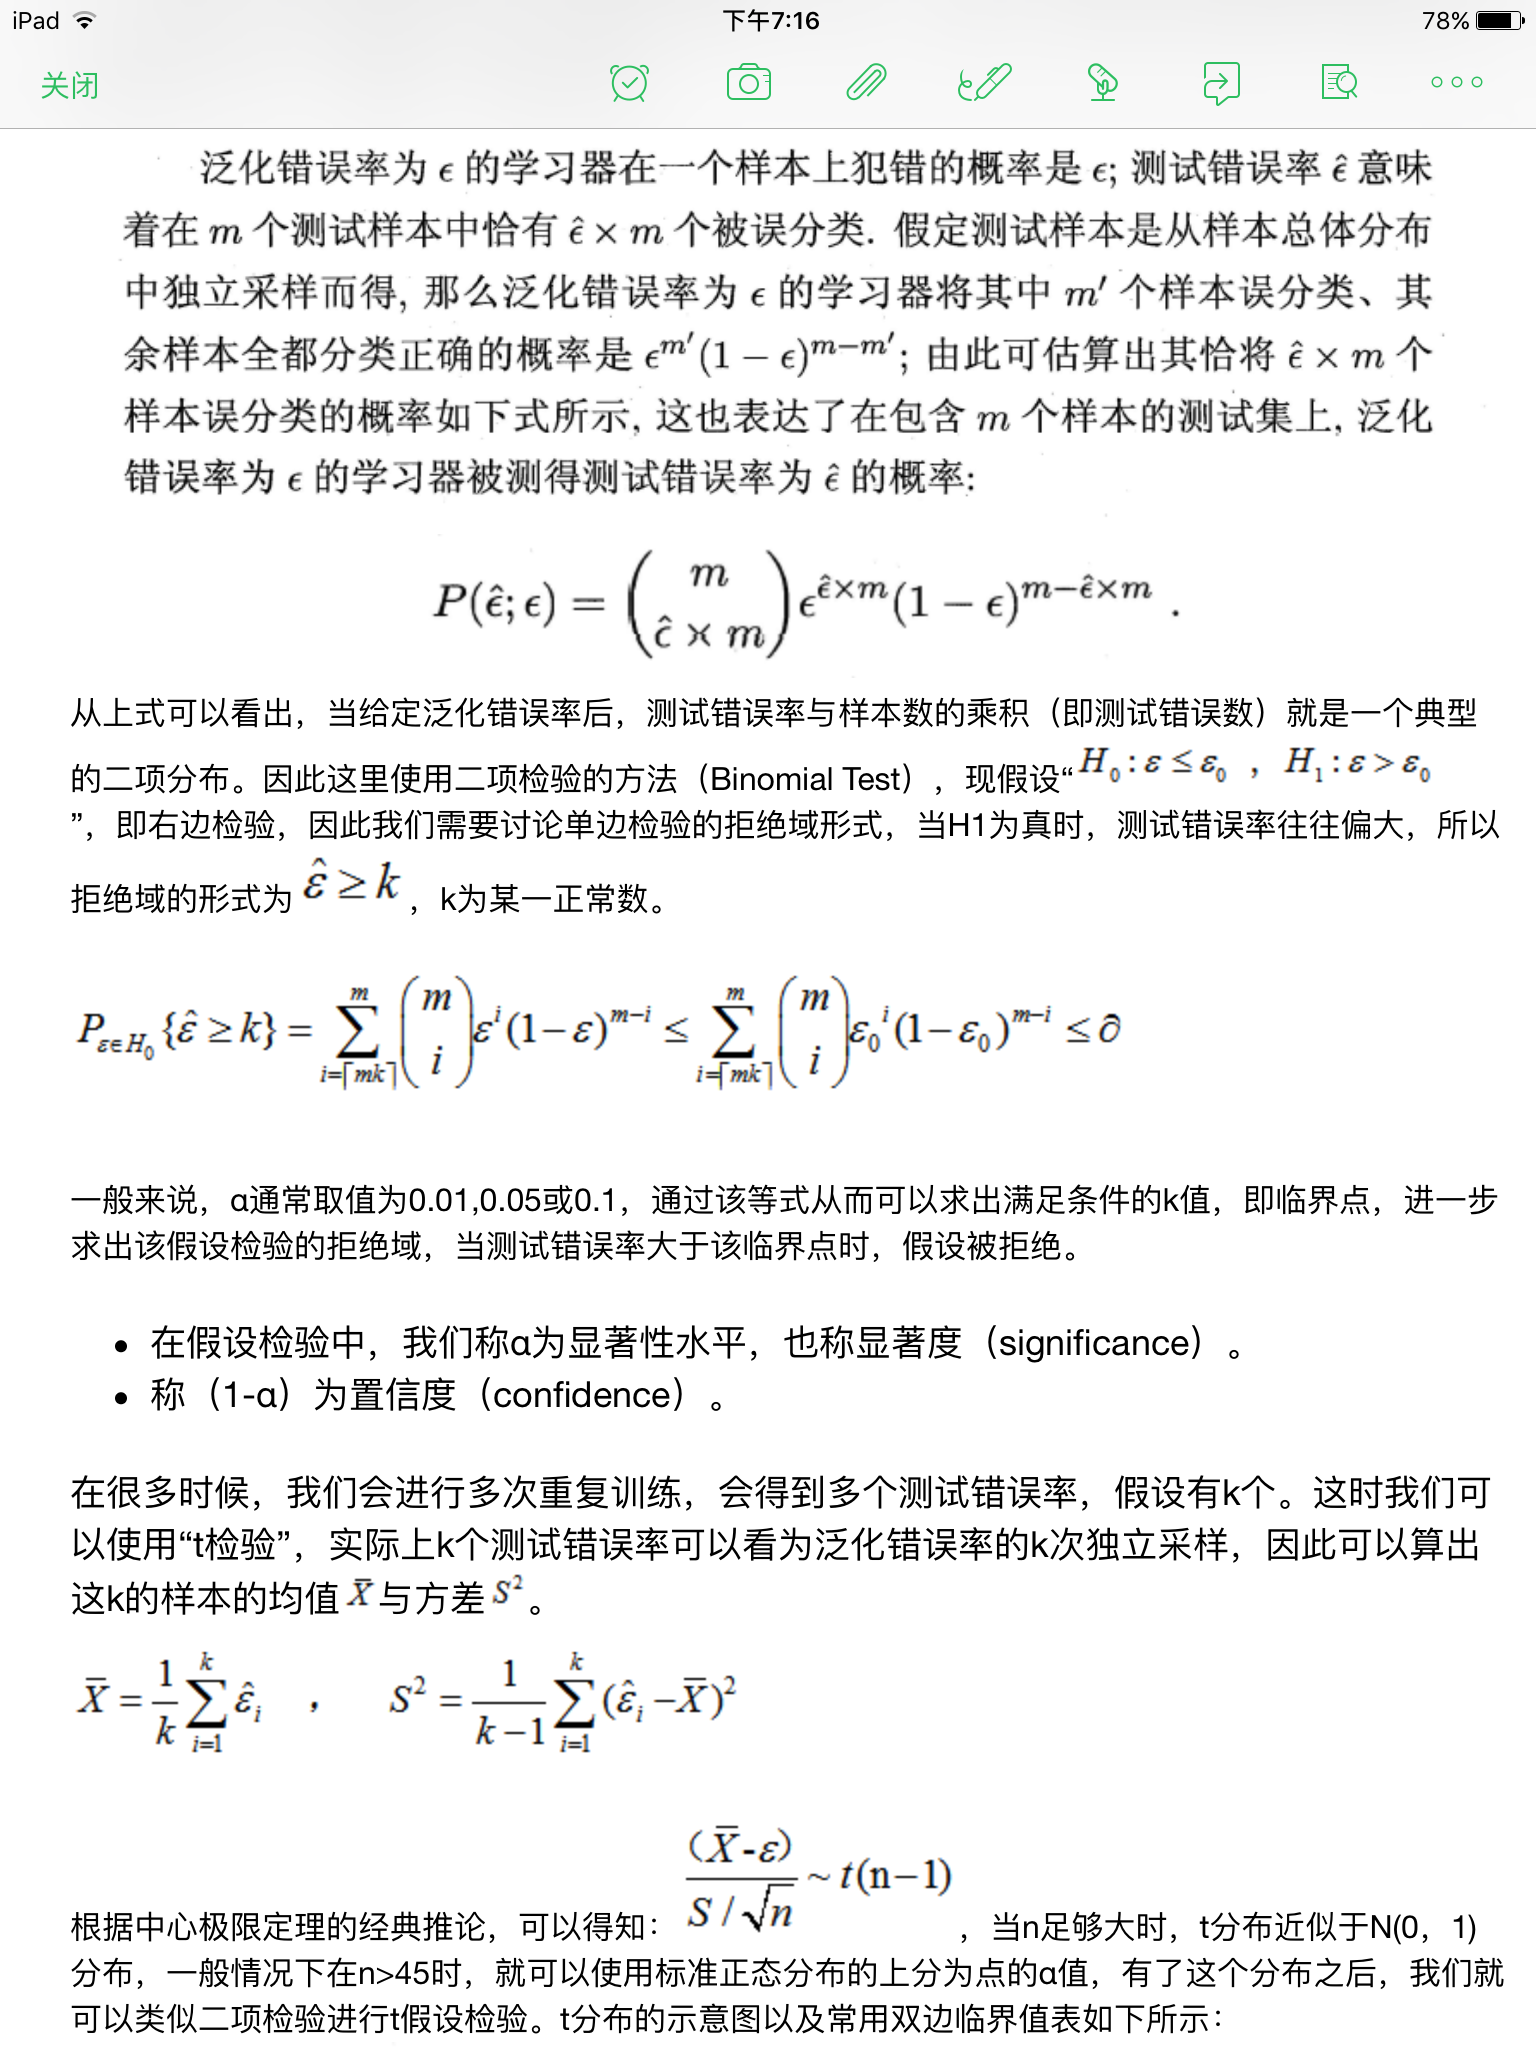 iPad 下午7:16 78%
关闭
泛化错误率为 ϵ 的学习器在一个样本上犯错的概率是 ϵ; 测试错误率 ϵ̂ 意味
着在 m 个测试样本中恰有 ϵ̂ × m 个被误分类. 假定测试样本是从样本总体分布
中独立采样而得, 那么泛化错误率为 ϵ 的学习器将其中 m′ 个样本误分类、其
余样本全都分类正确的概率是 ϵ^{m′}(1 − ϵ)^{m−m′}; 由此可估算出其恰将 ϵ̂ × m 个
样本误分类的概率如下式所示, 这也表达了在包含 m 个样本的测试集上, 泛化
错误率为 ϵ 的学习器被测得测试错误率为 ϵ̂ 的概率:
P(ϵ̂; ϵ) = \binom{m}{ϵ̂ × m} ϵ^{ϵ̂×m}(1 − ϵ)^{m−ϵ̂×m} .
从上式可以看出，当给定泛化错误率后，测试错误率与样本数的乘积（即测试错误数）就是一个典型
的二项分布。因此这里使用二项检验的方法（Binomial Test），现假设“H₀:ε≤ε₀ ，H₁:ε>ε₀
”，即右边检验，因此我们需要讨论单边检验的拒绝域形式，当H1为真时，测试错误率往往偏大，所以
拒绝域的形式为 ε̂ ≥ k ，k为某一正常数。
P_{ε∈H₀}{ε̂ ≥ k} = \sum_{i=⌈mk⌉}^{m} \binom{m}{i} ε^i (1−ε)^{m−i} ≤ \sum_{i=⌈mk⌉}^{m} \binom{m}{i} ε₀^i (1−ε₀)^{m−i} ≤ ∂
一般来说，α通常取值为0.01,0.05或0.1，通过该等式从而可以求出满足条件的k值，即临界点，进一步
求出该假设检验的拒绝域，当测试错误率大于该临界点时，假设被拒绝。
• 在假设检验中，我们称α为显著性水平，也称显著度（significance）。
• 称（1-α）为置信度（confidence）。
在很多时候，我们会进行多次重复训练，会得到多个测试错误率，假设有k个。这时我们可
以使用“t检验”，实际上k个测试错误率可以看为泛化错误率的k次独立采样，因此可以算出
这k的样本的均值 X̄ 与方差 S²。
X̄ = \frac{1}{k} \sum_{i=1}^{k} ε̂_i ， S² = \frac{1}{k−1} \sum_{i=1}^{k} (ε̂_i − X̄)²
根据中心极限定理的经典推论，可以得知：\frac{（X̄-ε）}{S / √n} ~ t(n−1) ，当n足够大时，t分布近似于N(0，1)
分布，一般情况下在n>45时，就可以使用标准正态分布的上分为点的α值，有了这个分布之后，我们就
可以类似二项检验进行t假设检验。t分布的示意图以及常用双边临界值表如下所示：